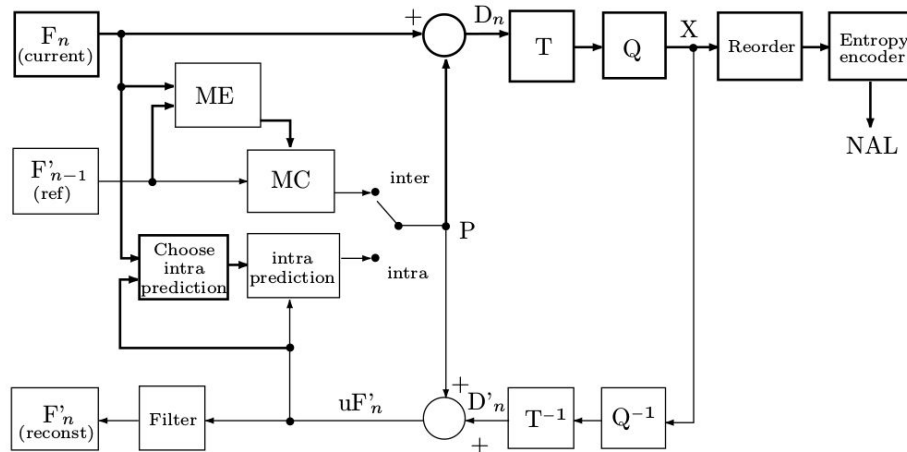 F n
(current)
+
D n
T
Q
X
Reorder
Entropy
encoder
NAL
ME
F' n−1
(ref)
MC
inter
P
Choose
intra
prediction
intra
prediction
intra
F' n
(reconst)
Filter
uF' n
+
D' n
+
T −1
Q −1